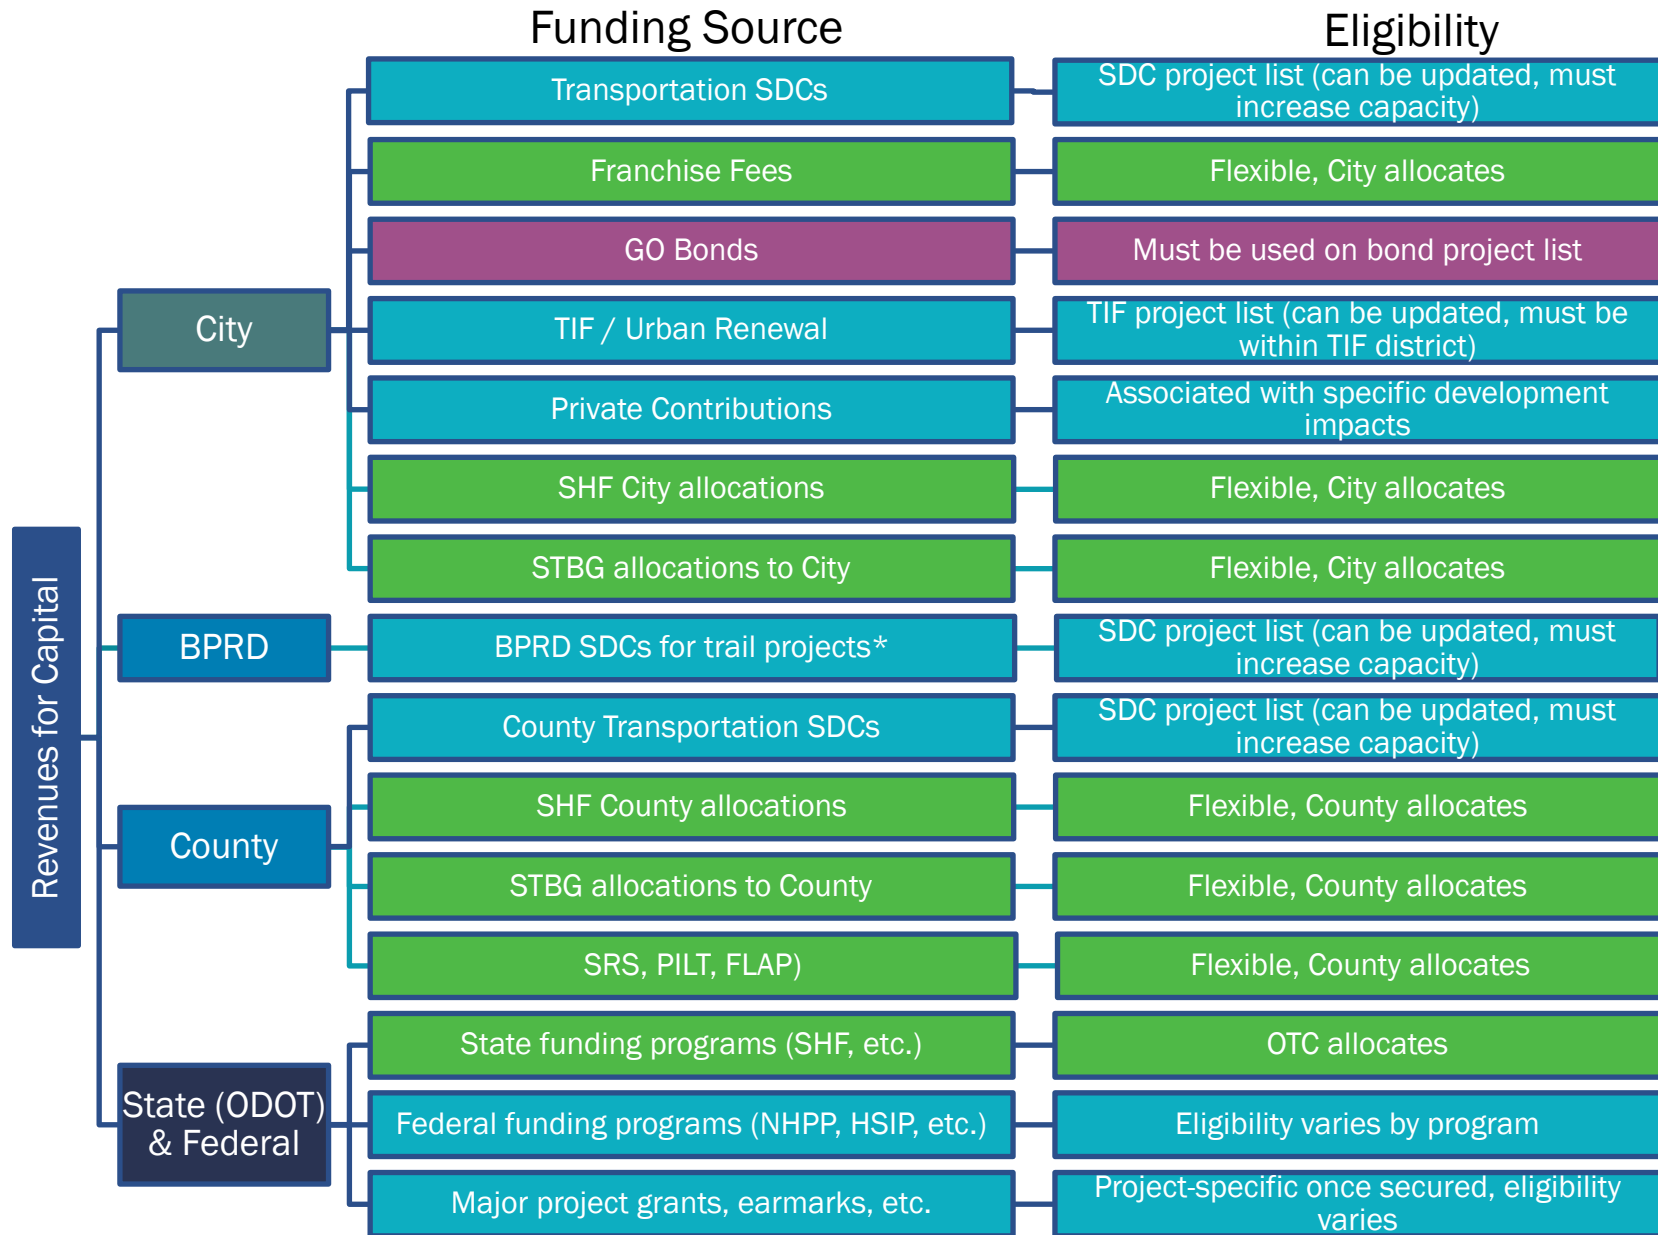 Funding Source
Eligibility
Revenues for Capital
City
Transportation SDCs
SDC project list (can be updated, must
increase capacity)
Franchise Fees
Flexible, City allocates
GO Bonds
Must be used on bond project list
TIF / Urban Renewal
TIF project list (can be updated, must be
within TIF district)
Private Contributions
Associated with specific development
impacts
SHF City allocations
Flexible, City allocates
STBG allocations to City
Flexible, City allocates
BPRD
BPRD SDCs for trail projects*
SDC project list (can be updated, must
increase capacity)
County
County Transportation SDCs
SDC project list (can be updated, must
increase capacity)
SHF County allocations
Flexible, County allocates
STBG allocations to County
Flexible, County allocates
SRS, PILT, FLAP)
Flexible, County allocates
State (ODOT)
& Federal
State funding programs (SHF, etc.)
OTC allocates
Federal funding programs (NHPP, HSIP, etc.)
Eligibility varies by program
Major project grants, earmarks, etc.
Project-specific once secured, eligibility
varies